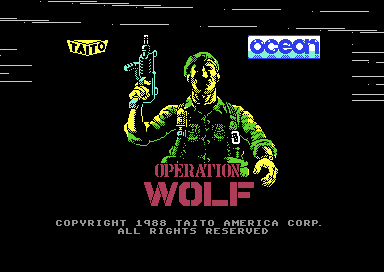 TAITO
ocean
OPERATION
WOLF
COPYRIGHT 1988 TAITO AMERICA CORP.
ALL RIGHTS RESERVED